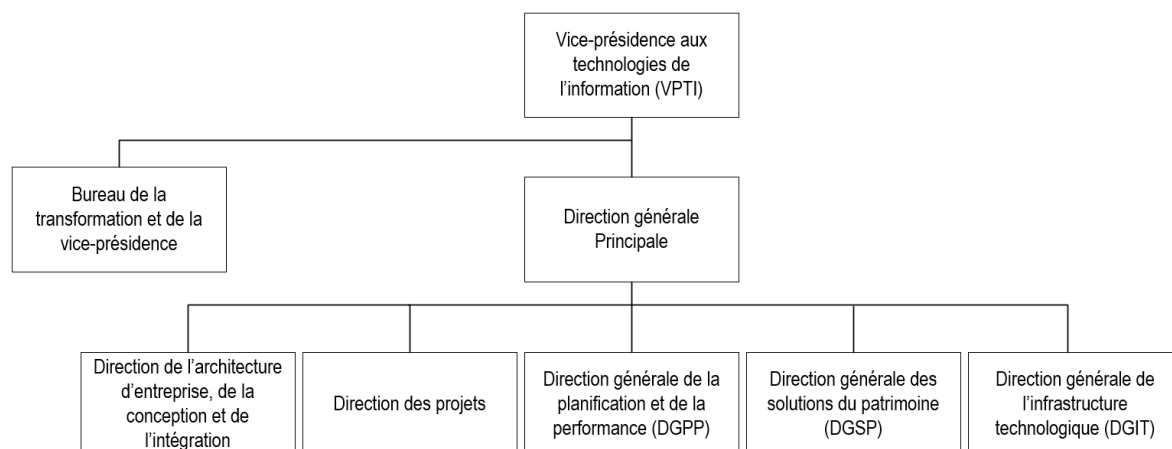 Vice-présidence aux
technologies de
l’information (VPTI)
Bureau de la
transformation et de la
vice-présidence
Direction générale
Principale
Direction de l’architecture
d’entreprise, de la
conception et de
l’intégration
Direction des projets
Direction générale de la
planification et de la
performance (DGPP)
Direction générale des
solutions du patrimoine
(DGSP)
Direction générale de
l’infrastructure
technologique (DGIT)